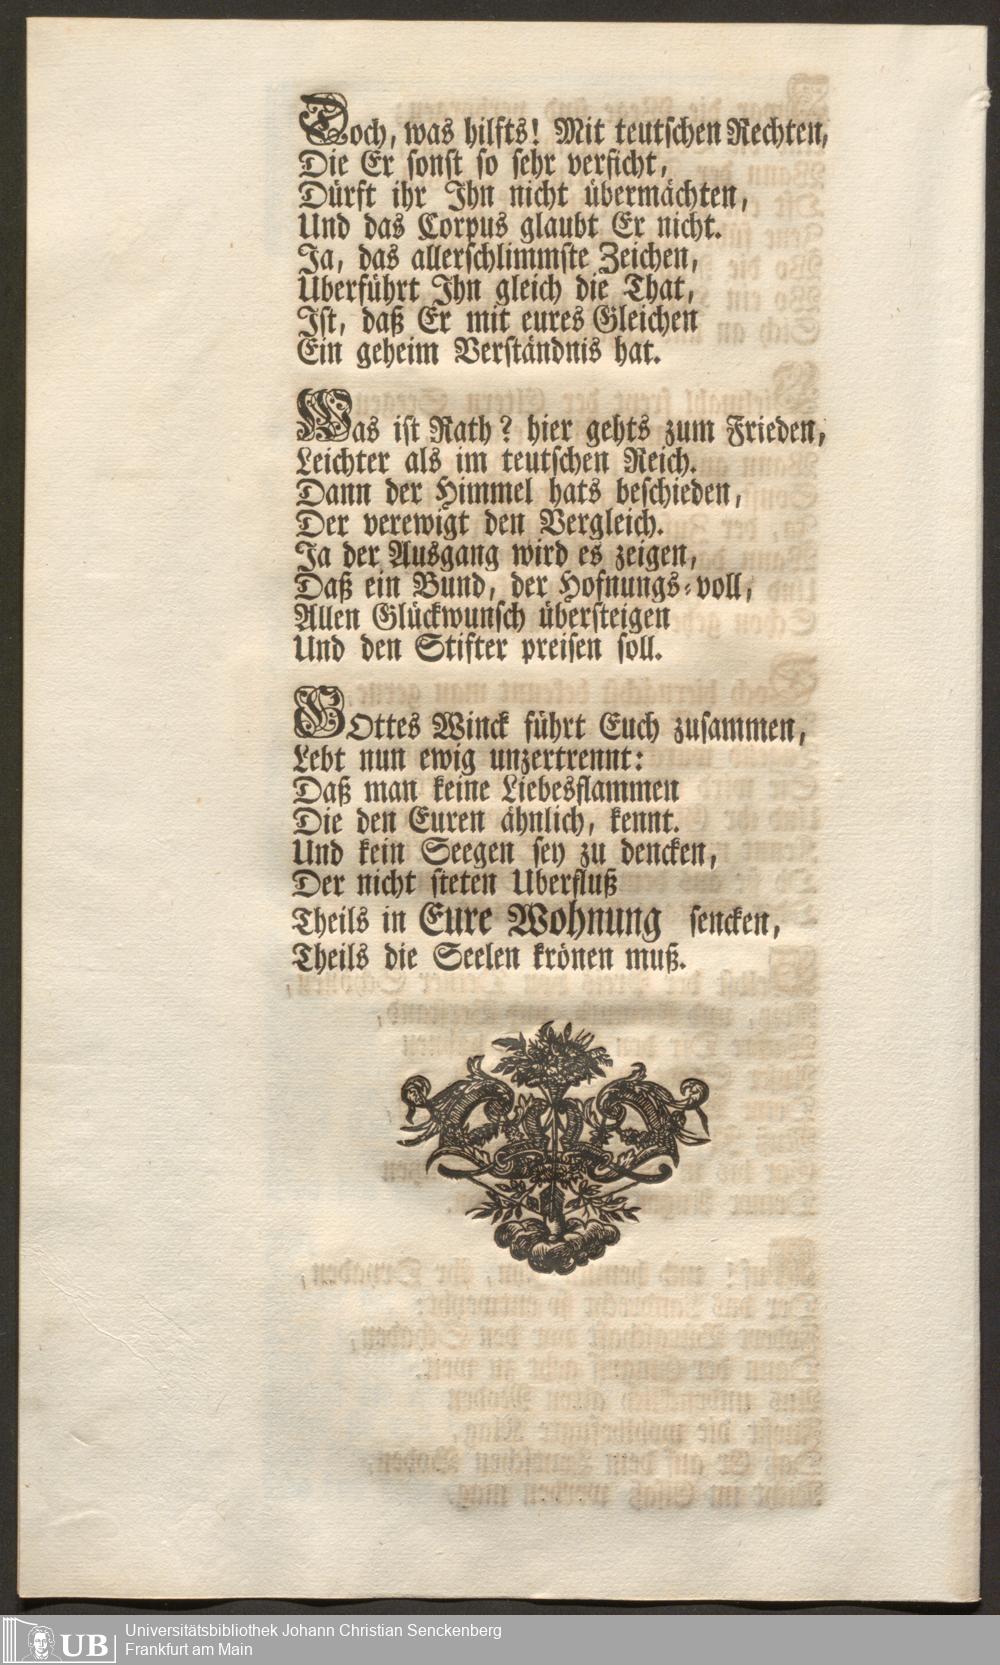 Doch, was hilfts! Mit teutschen Rechten,
Die Er sonst so sehr verficht,
Dürft ihr Ihn nicht übermächten,
Und das Corpus glaubt Er nicht.
Ja, das allerschlimmste Zeichen,
Uberführt Ihn gleich die That,
Ist, daß Er mit eures Gleichen
Ein geheim Verständnis hat.
Was ist Rath? hier gehts zum Frieden,
Leichter als im teutschen Reich.
Dann der Himmel hats beschieden,
Der verewigt den Vergleich.
Ja der Ausgang wird es zeigen,
Daß ein Bund, der Hofnungs-voll,
Allen Glückwunsch übersteigen
Und den Stifter preisen soll.
GOttes Winck führt Euch zusammen,
Lebt nun ewig unzertrennt:
Daß man keine Liebesflammen
Die den Euren ähnlich, kennt.
Und kein Seegen sey zu dencken,
Der nicht steten Uberfluß
Theils in Eure Wohnung sencken,
Theils die Seelen krönen muß.
UB Universitätsbibliothek Johann Christian Senckenberg
Frankfurt am Main